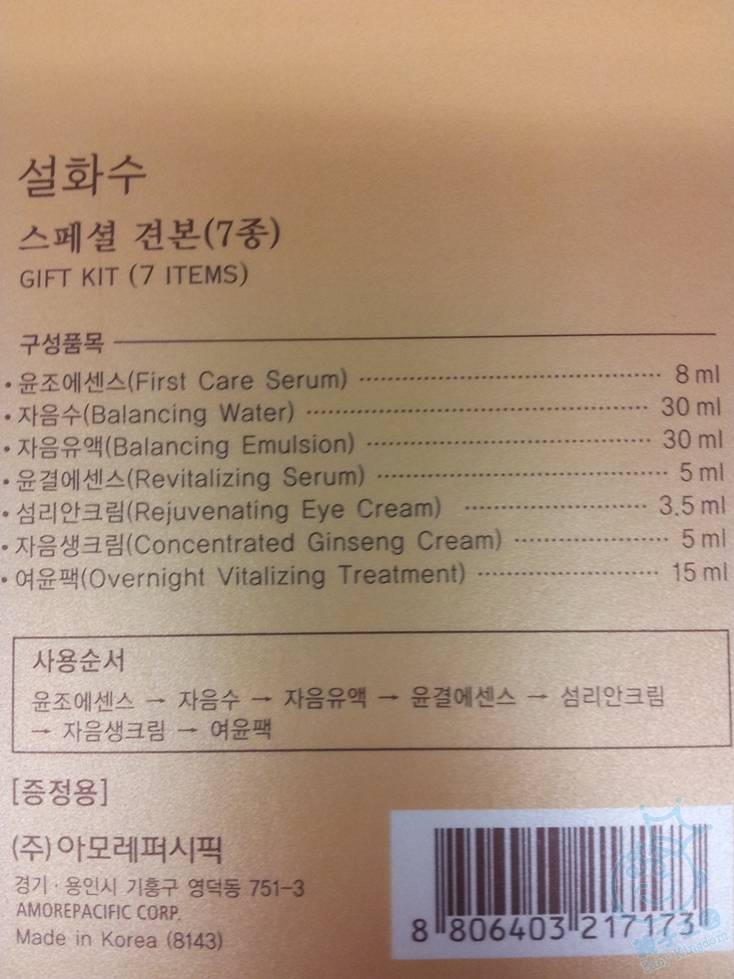 설화수
스페셜 견본(7종)
GIFT KIT (7 ITEMS)
구성품목
• 윤조에센스(First Care Serum) 8 ml
• 자음수(Balancing Water) 30 ml
• 자음유액(Balancing Emulsion) 30 ml
• 윤결에센스(Revitalizing Serum) 5 ml
• 섬리안크림(Rejuvenating Eye Cream) 3.5 ml
• 자음생크림(Concentrated Ginseng Cream) 5 ml
• 여윤팩(Overnight Vitalizing Treatment) 15 ml
사용순서
윤조에센스 → 자음수 → 자음유액 → 윤결에센스 → 섬리안크림
→ 자음생크림 → 여윤팩
[증정용]
(주)아모레퍼시픽
경기·용인시 기흥구 영덕동 751-3
AMOREPACIFIC CORP.
Made in Korea (8143)
8 806403 217173
Kingdom